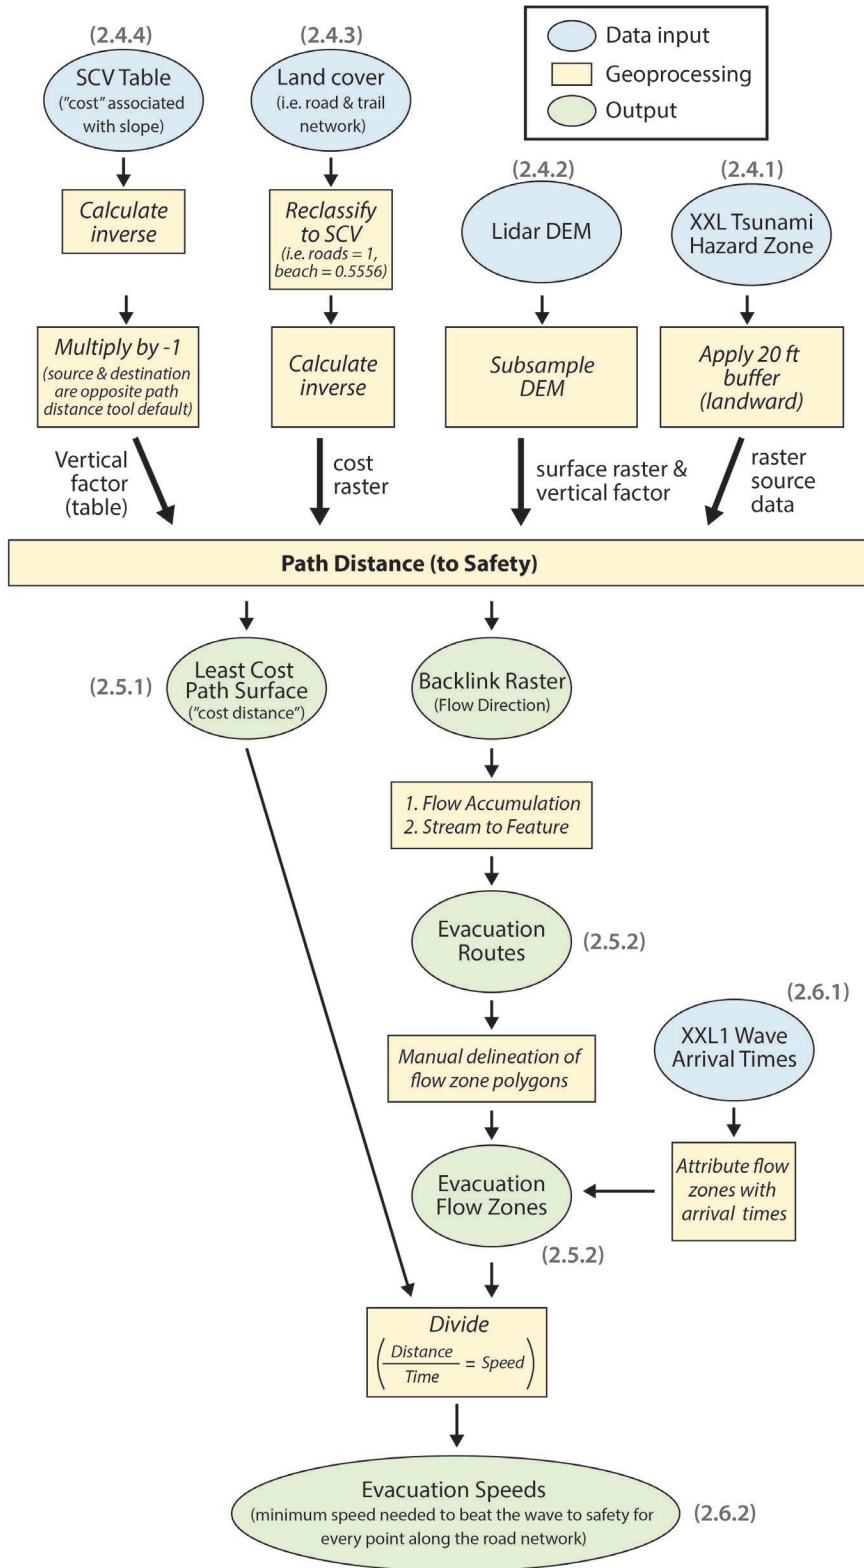 (2.4.4)
SCV Table
("cost" associated
with slope)
(2.4.3)
Land cover
(i.e. road & trail
network)
Data input
Geoprocessing
Output
(2.4.2)
Lidar DEM
(2.4.1)
XXL Tsunami
Hazard Zone
Calculate
inverse
Reclassify
to SCV
(i.e. roads = 1,
beach = 0.5556)
Multiply by -1
(source & destination
are opposite path
distance tool default)
Calculate
inverse
Subsample
DEM
Apply 20 ft
buffer
(landward)
Vertical
factor
(table)
cost
raster
surface raster &
vertical factor
raster
source
data
Path Distance (to Safety)
(2.5.1)
Least Cost
Path Surface
("cost distance")
Backlink Raster
(Flow Direction)
1. Flow Accumulation
2. Stream to Feature
Evacuation
Routes
(2.5.2)
(2.6.1)
XXL1 Wave
Arrival Times
Manual delineation of
flow zone polygons
Evacuation
Flow Zones
(2.5.2)
Attribute flow
zones with
arrival times
Divide
(Distance
Time = Speed)
Evacuation Speeds
(minimum speed needed to beat the wave to safety for
every point along the road network)
(2.6.2)